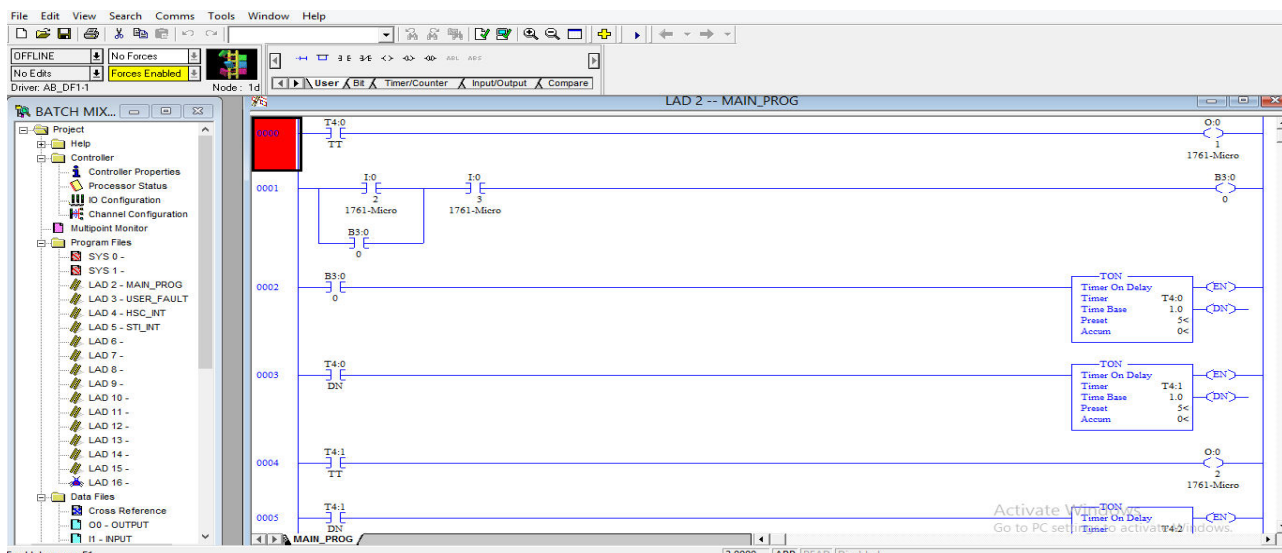 File Edit View Search Comms Tools Window Help
OFFLINE No Forces
No Edits Forces Enabled
Driver: AB_DF1-1 Node: 1d
ABL ABS
User Bit Timer/Counter Input/Output Compare
BATCH MIX...
Project
Help
Controller
Controller Properties
Processor Status
IO Configuration
Channel Configuration
Multipoint Monitor
Program Files
SYS 0 -
SYS 1 -
LAD 2 - MAIN_PROG
LAD 3 - USER_FAULT
LAD 4 - HSC_INT
LAD 5 - STI_INT
LAD 6 -
LAD 7 -
LAD 8 -
LAD 9 -
LAD 10 -
LAD 11 -
LAD 12 -
LAD 13 -
LAD 14 -
LAD 15 -
LAD 16 -
Data Files
Cross Reference
O0 - OUTPUT
I1 - INPUT
LAD 2 -- MAIN_PROG
0000
T4:0
TT
O:0
1
1761-Micro
0001
I:0
2
1761-Micro
I:0
3
1761-Micro
B3:0
0
B3:0
0
0002
B3:0
0
TON
Timer On Delay
Timer T4:0
Time Base 1.0
Preset 5<
Accum 0<
EN
DN
0003
T4:0
DN
TON
Timer On Delay
Timer T4:1
Time Base 1.0
Preset 5<
Accum 0<
EN
DN
0004
T4:1
TT
O:0
2
1761-Micro
0005
T4:1
DN
TON
Timer On Delay
Timer T4:2
EN
Activate Windows
Go to PC settings to activate Windows.
MAIN_PROG